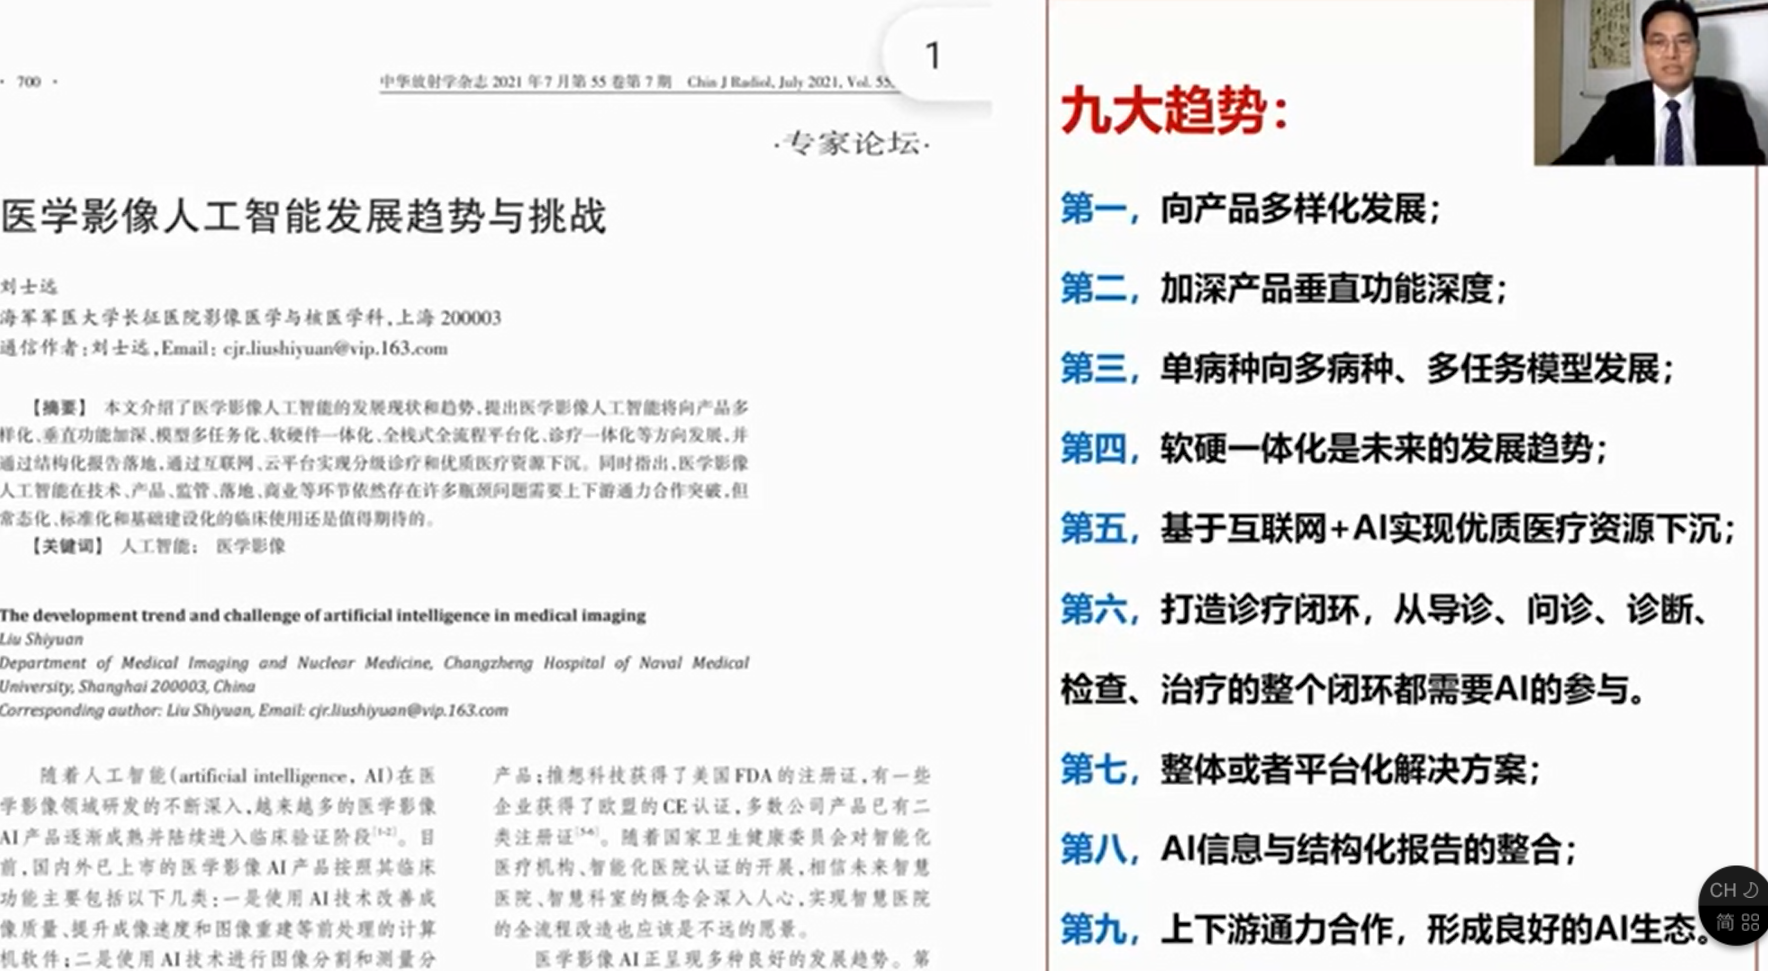 · 700 ·
中华放射学杂志 2021 年 7 月第 55 卷第 7 期 Chin J Radiol, July 2021, Vol. 55,
1
·专家论坛·
医学影像人工智能发展趋势与挑战
刘士远
海军军医大学长征医院影像医学与核医学科,上海 200003
通信作者:刘士远,Email: cjr.liushiyuan@vip.163.com
【摘要】 本文介绍了医学影像人工智能的发展现状和趋势,提出医学影像人工智能将向产品多
样化、垂直功能加深、模型多任务化、软硬件一体化、全栈式全流程平台化、诊疗一体化等方向发展,并
通过结构化报告落地,通过互联网、云平台实现分级诊疗和优质医疗资源下沉。同时指出,医学影像
人工智能在技术、产品、监管、落地、商业等环节依然存在许多瓶颈问题需要上下游通力合作突破,但
常态化、标准化和基础建设化的临床使用还是值得期待的。
【关键词】 人工智能; 医学影像
The development trend and challenge of artificial intelligence in medical imaging
Liu Shiyuan
Department of Medical Imaging and Nuclear Medicine, Changzheng Hospital of Naval Medical
University, Shanghai 200003, China
Corresponding author: Liu Shiyuan, Email: cjr.liushiyuan@vip.163.com
随着人工智能(artificial intelligence, AI)在医
学影像领域研发的不断深入,越来越多的医学影像
AI 产品逐渐成熟并陆续进入临床验证阶段[1-2]。目
前,国内外已上市的医学影像 AI 产品按照其临床
功能主要包括以下几类:一是使用 AI 技术改善成
像质量、提升成像速度和图像重建等前处理的计算
机软件;二是使用 AI 技术进行图像分割和测量分
产品;推想科技获得了美国 FDA 的注册证,有一些
企业获得了欧盟的 CE 认证,多数公司产品已有二
类注册证[5-6]。随着国家卫生健康委员会对智能化
医疗机构、智能化医院认证的开展,相信未来智慧
医院、智慧科室的概念会深入人心,实现智慧医院
的全流程改造也应该是不远的愿景。
医学影像 AI 正呈现多种良好的发展趋势。第
九大趋势:
第一,向产品多样化发展;
第二,加深产品垂直功能深度;
第三,单病种向多病种、多任务模型发展;
第四,软硬一体化是未来的发展趋势;
第五,基于互联网+AI实现优质医疗资源下沉;
第六,打造诊疗闭环,从导诊、问诊、诊断、
检查、治疗的整个闭环都需要AI的参与。
第七,整体或者平台化解决方案;
第八,AI信息与结构化报告的整合;
第九,上下游通力合作,形成良好的AI生态。
CH
简